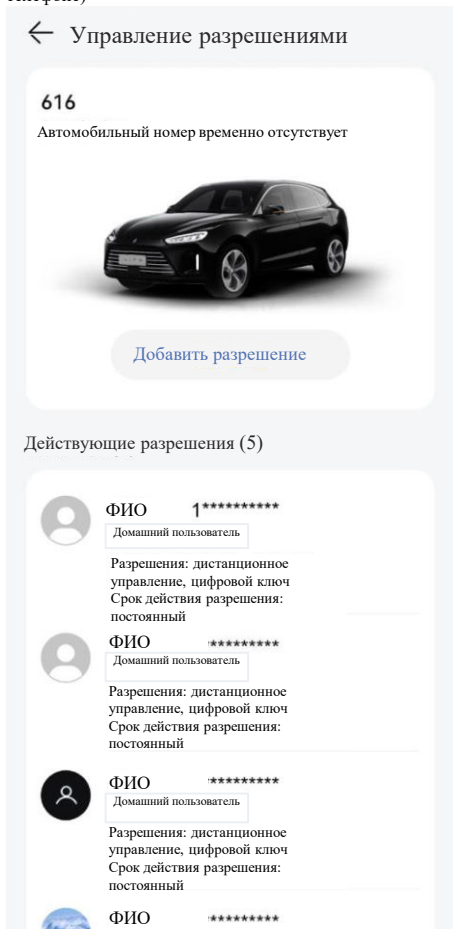 Управление разрешениями
616
Автомобильный номер временно отсутствует
Добавить разрешение
Действующие разрешения (5)
ФИО 1**********
Домашний пользователь
Разрешения: дистанционное
управление, цифровой ключ
Срок действия разрешения:
постоянный
ФИО *********
Домашний пользователь
Разрешения: дистанционное
управление, цифровой ключ
Срок действия разрешения:
постоянный
ФИО *********
Домашний пользователь
Разрешения: дистанционное
управление, цифровой ключ
Срок действия разрешения:
постоянный
ФИО *********